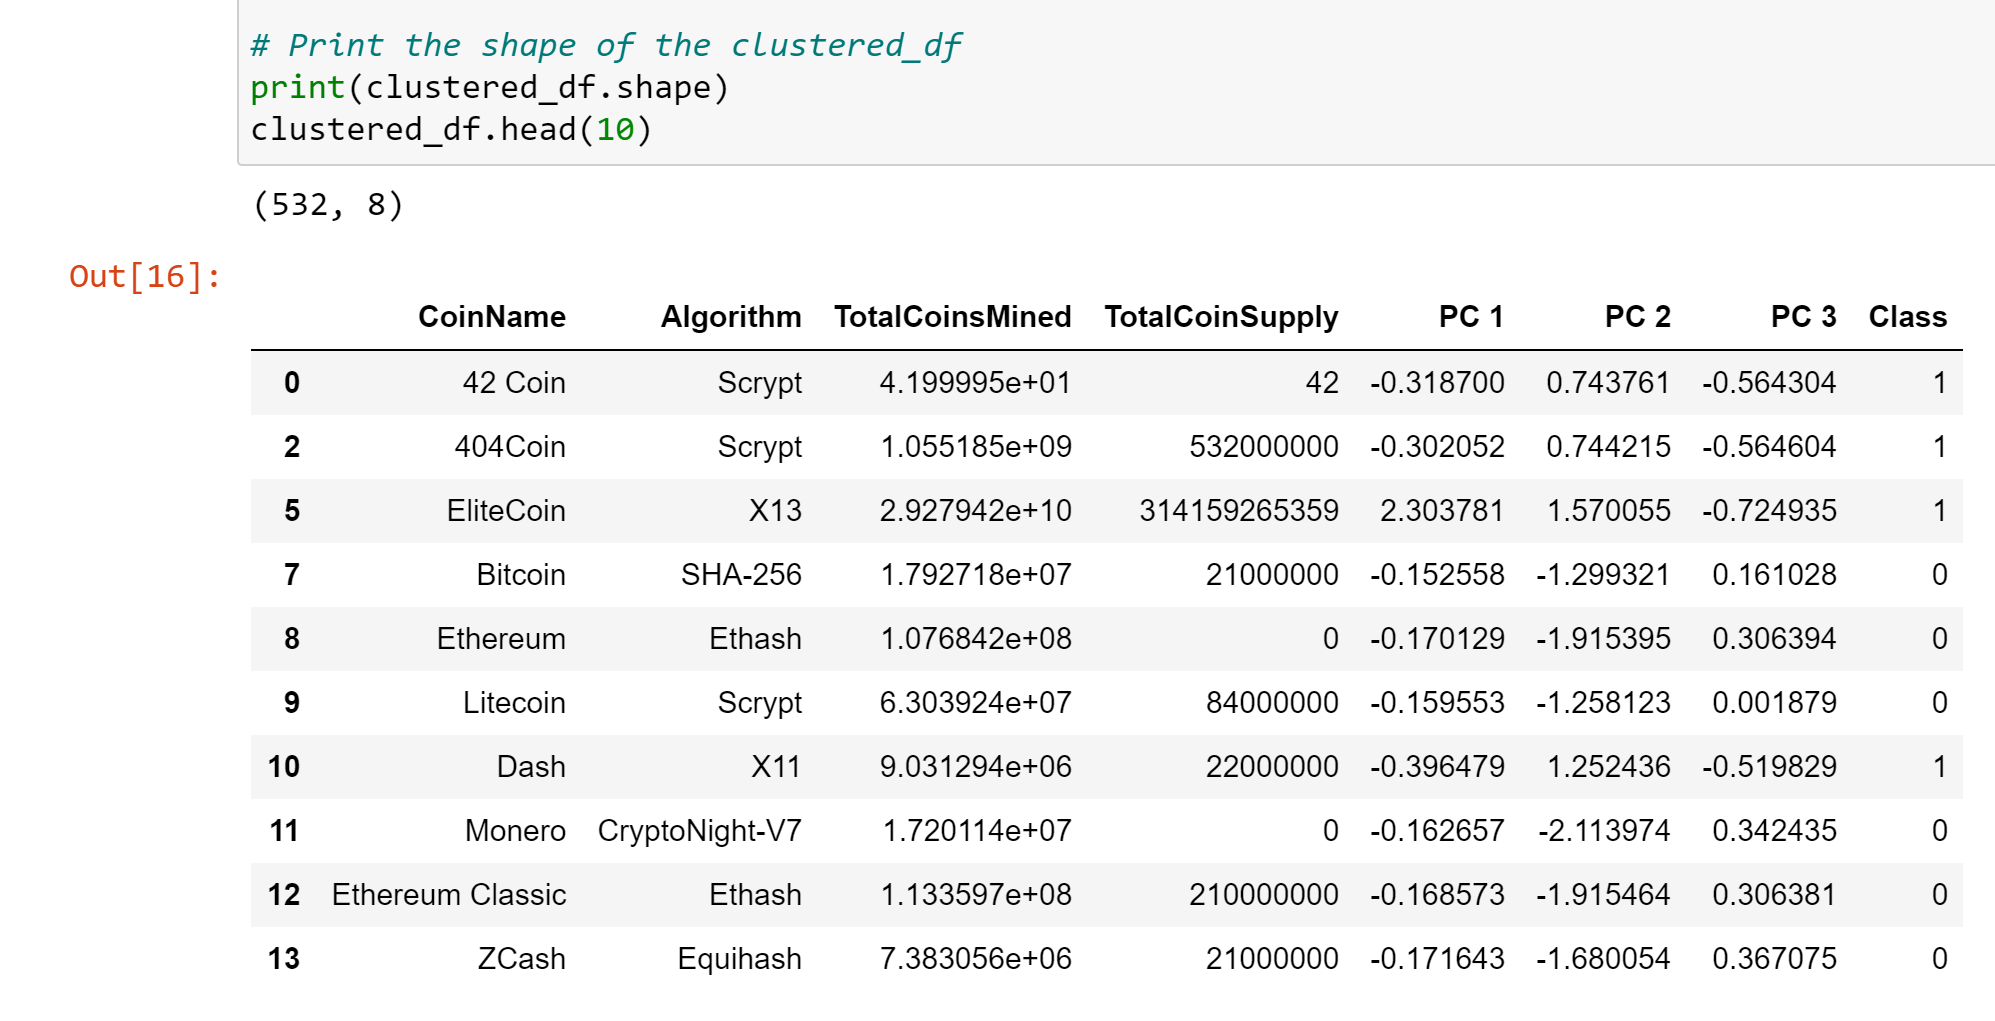 # Print the shape of the clustered_df
print(clustered_df.shape)
clustered_df.head(10)
(532, 8)
Out[16]:
CoinName Algorithm TotalCoinsMined TotalCoinSupply PC 1 PC 2 PC 3 Class
0 42 Coin Scrypt 4.199995e+01 42 -0.318700 0.743761 -0.564304 1
2 404Coin Scrypt 1.055185e+09 532000000 -0.302052 0.744215 -0.564604 1
5 EliteCoin X13 2.927942e+10 314159265359 2.303781 1.570055 -0.724935 1
7 Bitcoin SHA-256 1.792718e+07 21000000 -0.152558 -1.299321 0.161028 0
8 Ethereum Ethash 1.076842e+08 0 -0.170129 -1.915395 0.306394 0
9 Litecoin Scrypt 6.303924e+07 84000000 -0.159553 -1.258123 0.001879 0
10 Dash X11 9.031294e+06 22000000 -0.396479 1.252436 -0.519829 1
11 Monero CryptoNight-V7 1.720114e+07 0 -0.162657 -2.113974 0.342435 0
12 Ethereum Classic Ethash 1.133597e+08 210000000 -0.168573 -1.915464 0.306381 0
13 ZCash Equihash 7.383056e+06 21000000 -0.171643 -1.680054 0.367075 0